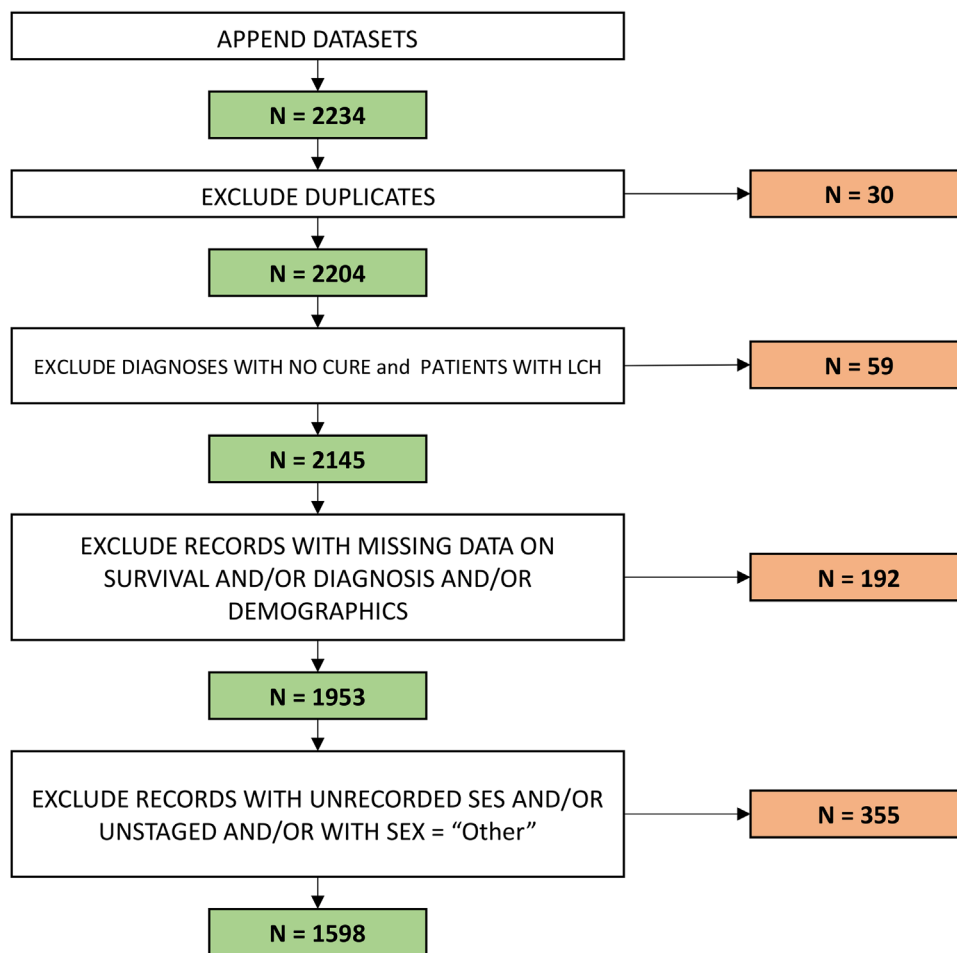 APPEND DATASETS
N = 2234
EXCLUDE DUPLICATES
N = 30
N = 2204
EXCLUDE DIAGNOSES WITH NO CURE and PATIENTS WITH LCH
N = 59
N = 2145
EXCLUDE RECORDS WITH MISSING DATA ON
SURVIVAL AND/OR DIAGNOSIS AND/OR
DEMOGRAPHICS
N = 192
N = 1953
EXCLUDE RECORDS WITH UNRECORDED SES AND/OR
UNSTAGED AND/OR WITH SEX = “Other”
N = 355
N = 1598